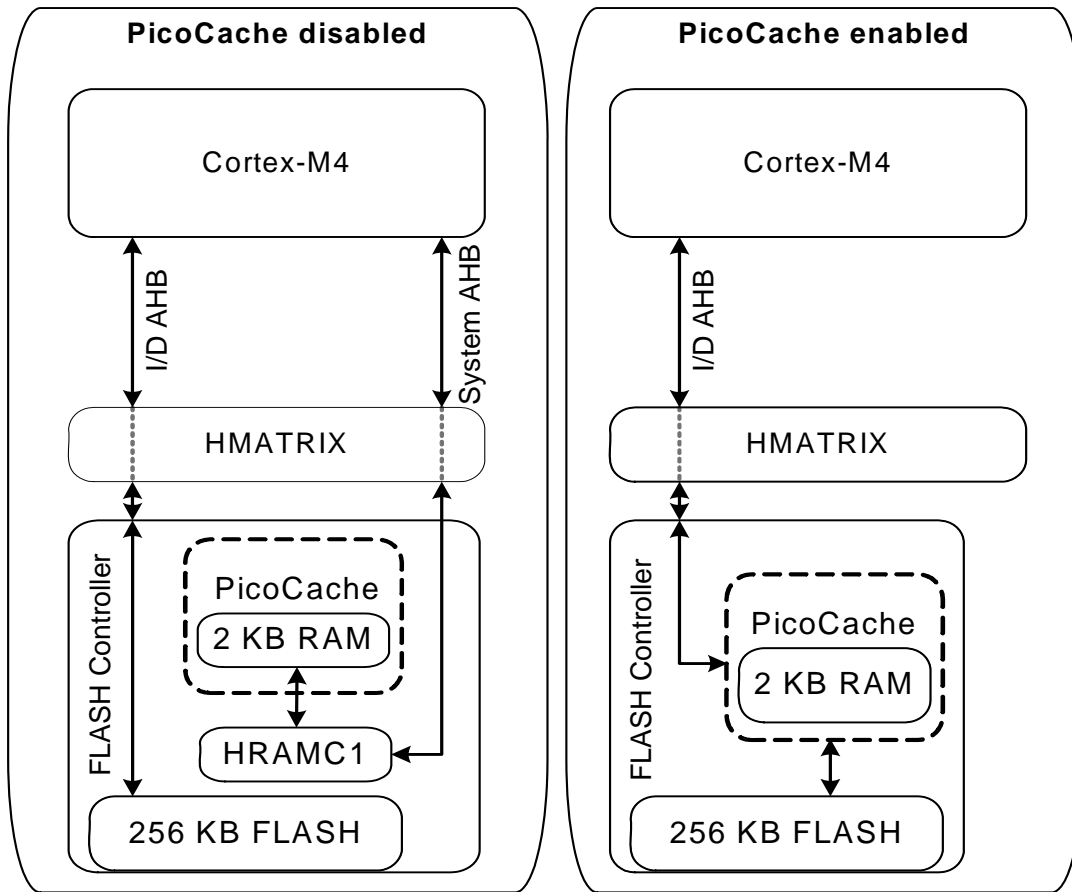 PicoCache disabled
Cortex-M4
I/D AHB
System AHB
HMATRIX
FLASH Controller
PicoCache
2 KB RAM
HRAMC1
256 KB FLASH
PicoCache enabled
Cortex-M4
I/D AHB
HMATRIX
FLASH Controller
PicoCache
2 KB RAM
256 KB FLASH